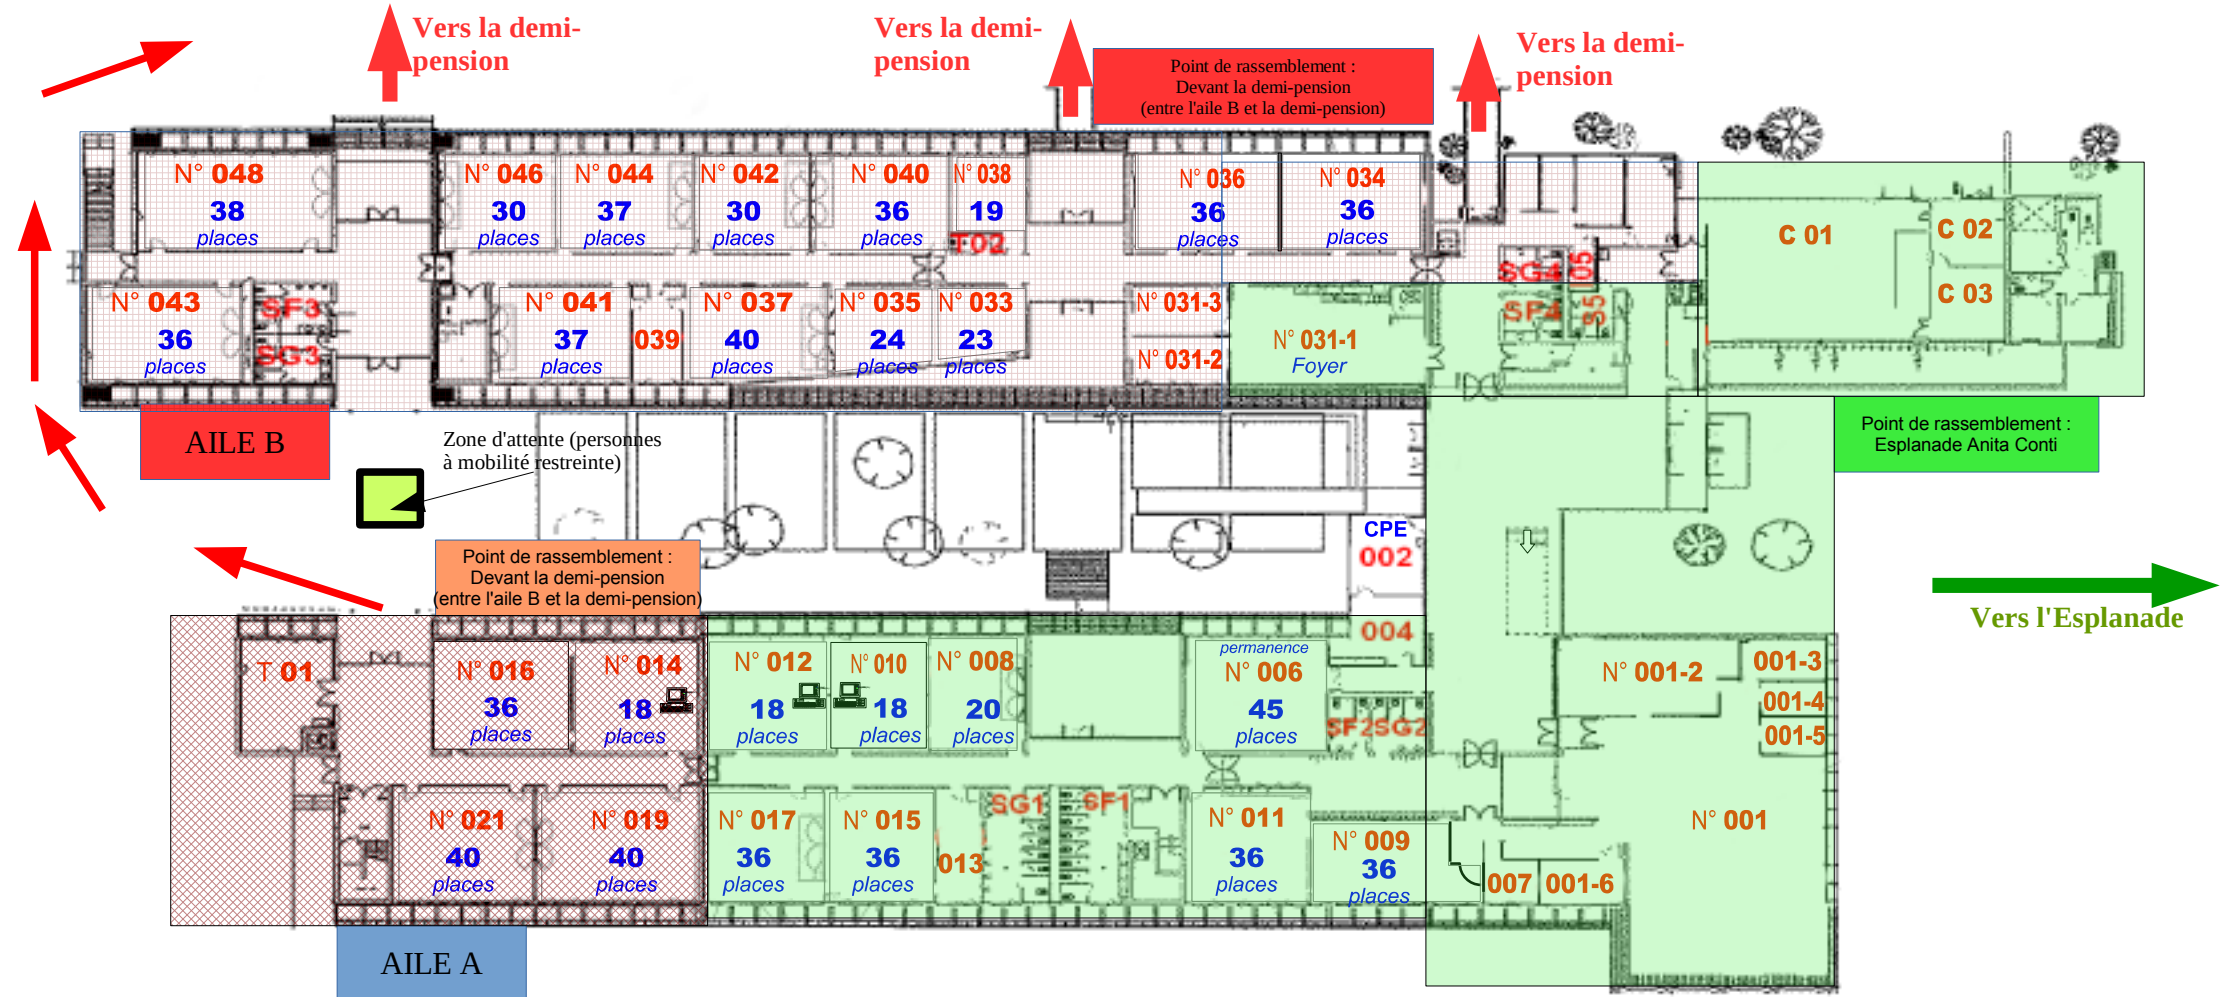 Vers la demi-
pension
Vers la demi-
pension
Vers la demi-
pension
Point de rassemblement :
Devant la demi-pension
(entre l'aile B et la demi-pension)
N° 048
38
places
N° 046
30
places
N° 044
37
places
N° 042
30
places
N° 040
36
places
N° 038
19
T02
N° 036
36
places
N° 034
36
places
C 01
C 02
C 03
SG4
SF4
I05
S5
N° 043
36
places
SF3
SG3
N° 041
37
places
039
N° 037
40
places
N° 035
24
places
N° 033
23
places
N° 031-3
N° 031-2
N° 031-1
Foyer
AILE B
Zone d'attente (personnes
à mobilité restreinte)
Point de rassemblement :
Esplanade Anita Conti
CPE
002
Point de rassemblement :
Devant la demi-pension
(entre l'aile B et la demi-pension)
Vers l'Esplanade
T 01
N° 016
36
places
N° 014
18
places
N° 012
18
places
N° 010
18
places
N° 008
20
places
permanence
N° 006
45
places
004
SF2
SG2
N° 001-2
001-3
001-4
001-5
N° 021
40
places
N° 019
40
places
N° 017
36
places
N° 015
36
places
013
SG1
SF1
N° 011
36
places
N° 009
36
places
007
001-6
N° 001
AILE A